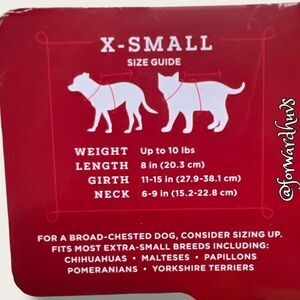 X-SMALL
SIZE GUIDE
WEIGHT Up to 10 lbs
LENGTH 8 in (20.3 cm)
GIRTH 11-15 in (27.9-38.1 cm)
NECK 6-9 in (15.2-22.8 cm)
FOR A BROAD-CHESTED DOG, CONSIDER SIZING UP.
FITS MOST EXTRA-SMALL BREEDS INCLUDING:
CHIHUAHUAS • MALTESES • PAPILLONS
POMERANIANS • YORKSHIRE TERRIERS
@forwardhuvs